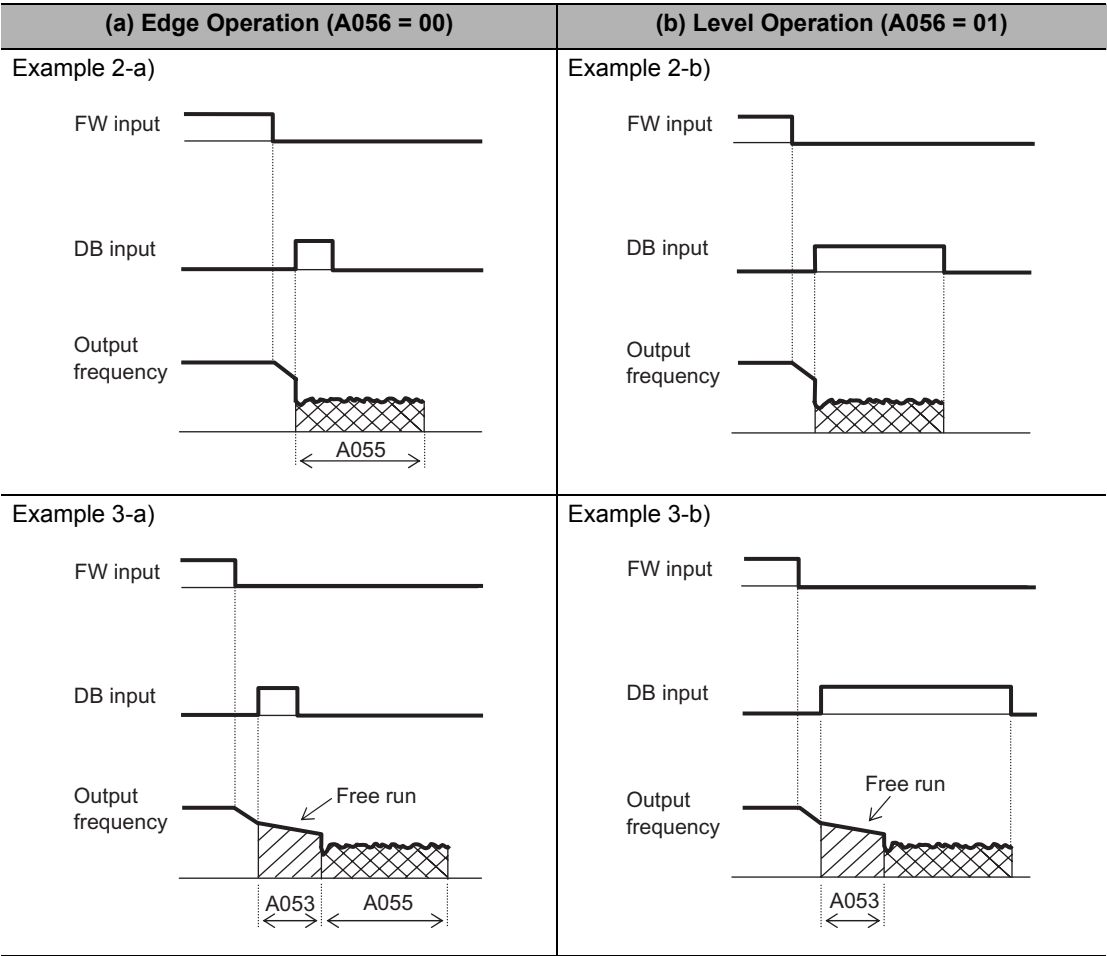 (a) Edge Operation (A056 = 00)
(b) Level Operation (A056 = 01)
Example 2-a)
FW input
DB input
Output
frequency
A055
Example 2-b)
FW input
DB input
Output
frequency
Example 3-a)
FW input
DB input
Output
frequency
Free run
A053
A055
Example 3-b)
FW input
DB input
Output
frequency
Free run
A053